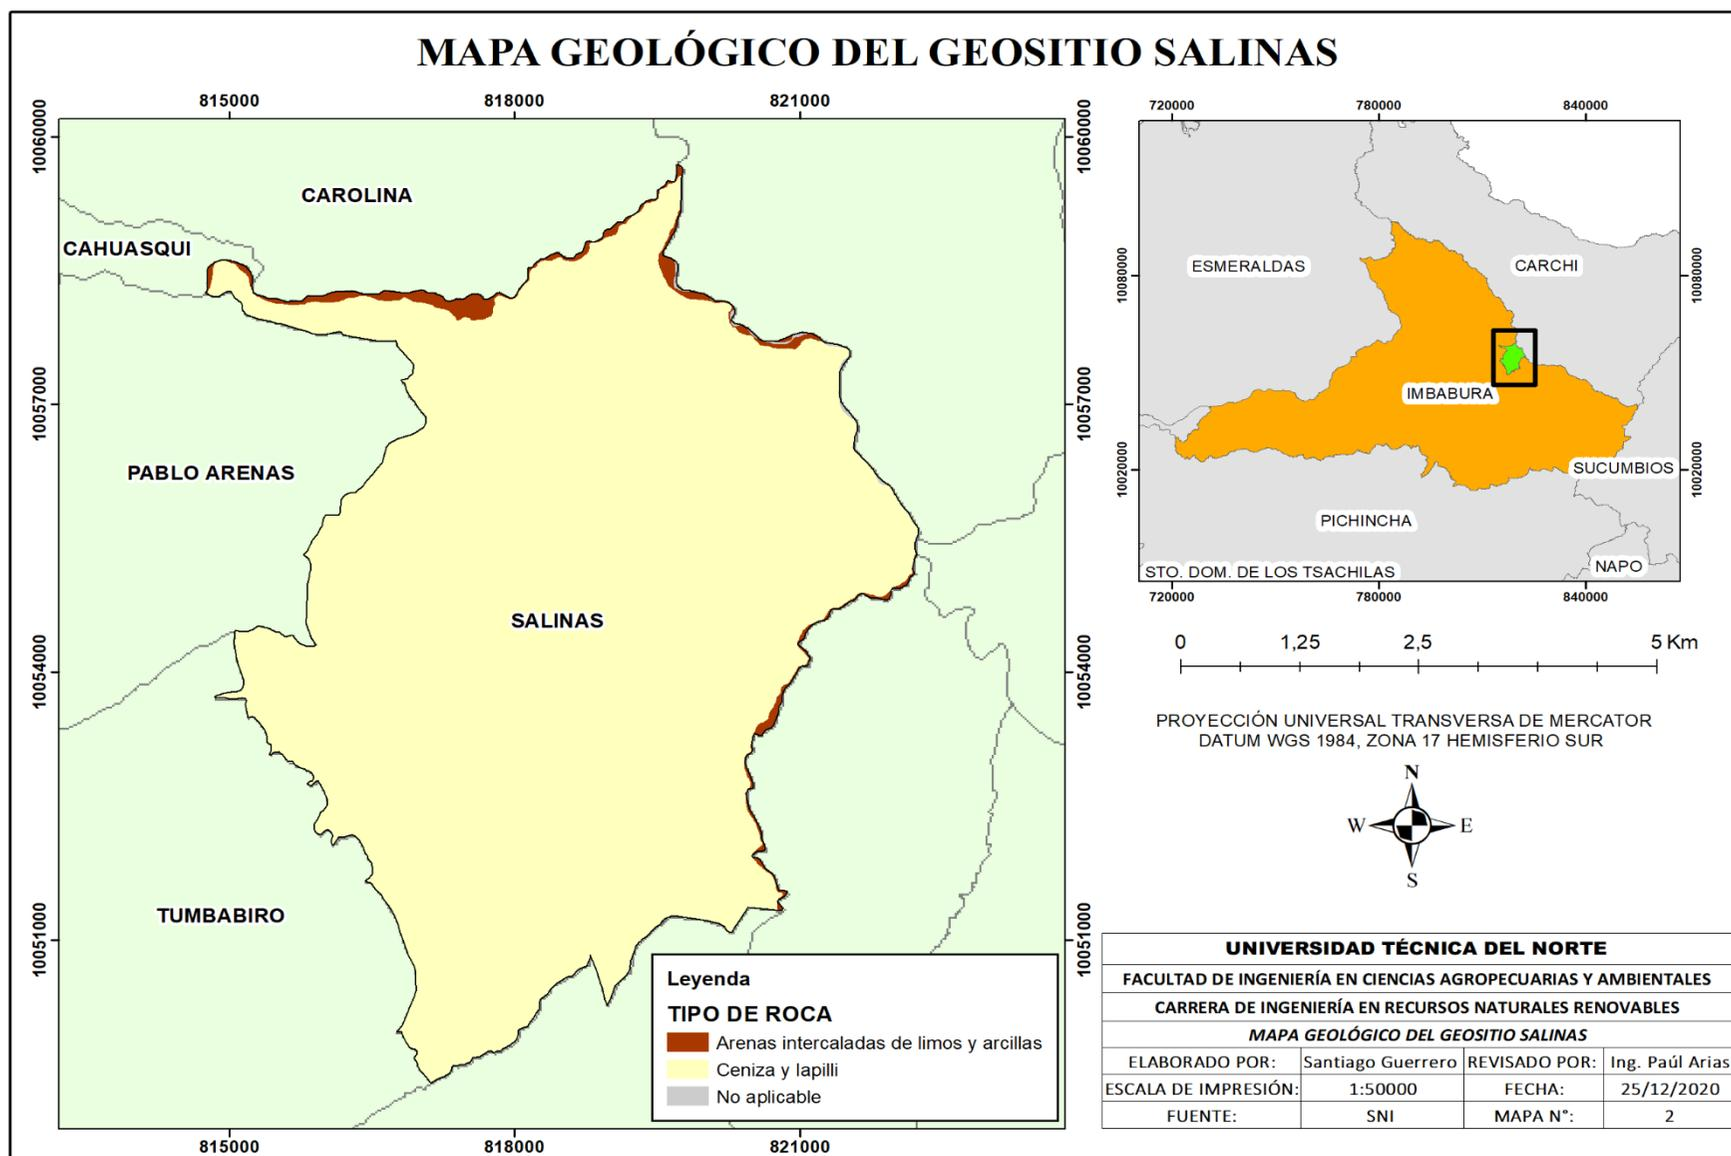 MAPA GEOLÓGICO DEL GEOSITIO SALINAS
815000 818000 821000
10060000 10060000
10057000 10057000
10054000 10054000
10051000 10051000
815000 818000 821000
CAROLINA
CAHUASQUI
PABLO ARENAS
SALINAS
TUMBABIRO
Leyenda
TIPO DE ROCA
Arenas intercaladas de limos y arcillas
Ceniza y lapilli
No aplicable
720000 780000 840000
10080000 10080000
10020000 10020000
720000 780000 840000
ESMERALDAS
CARCHI
IMBABURA
SUCUMBIOS
PICHINCHA
NAPO
STO. DOM. DE LOS TSACHILAS
0 1,25 2,5 5 Km
PROYECCIÓN UNIVERSAL TRANSVERSA DE MERCATOR
DATUM WGS 1984, ZONA 17 HEMISFERIO SUR
N
W E
S
UNIVERSIDAD TÉCNICA DEL NORTE
FACULTAD DE INGENIERÍA EN CIENCIAS AGROPECUARIAS Y AMBIENTALES
CARRERA DE INGENIERÍA EN RECURSOS NATURALES RENOVABLES
MAPA GEOLÓGICO DEL GEOSITIO SALINAS
ELABORADO POR: Santiago Guerrero REVISADO POR: Ing. Paúl Arias
ESCALA DE IMPRESIÓN: 1:50000 FECHA: 25/12/2020
FUENTE: SNI MAPA N°: 2